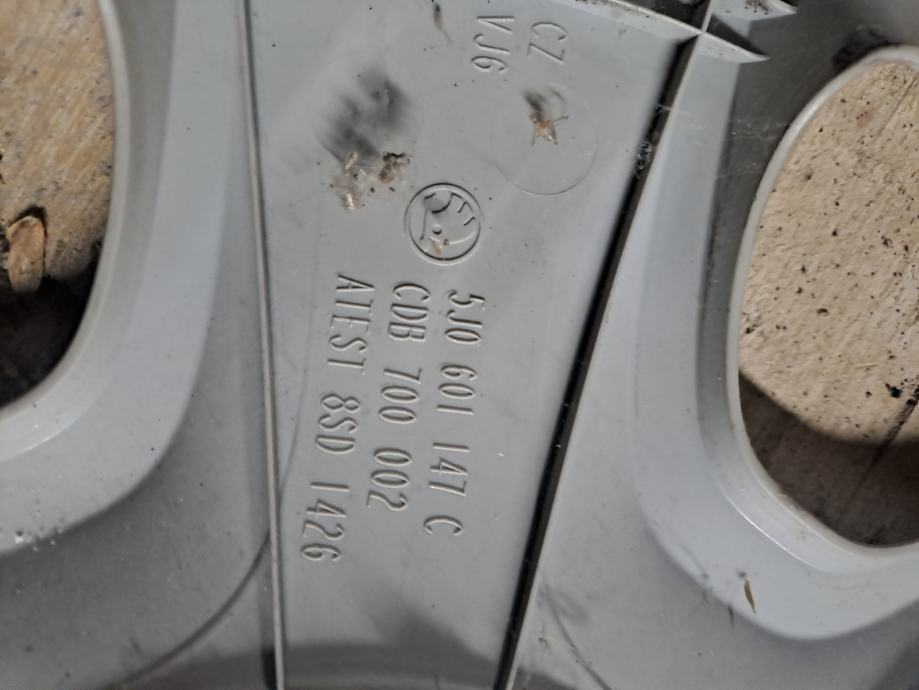 CZ
VJ6
5J0 601 147 C
CDB 700 002
ATEST 8SD 1426